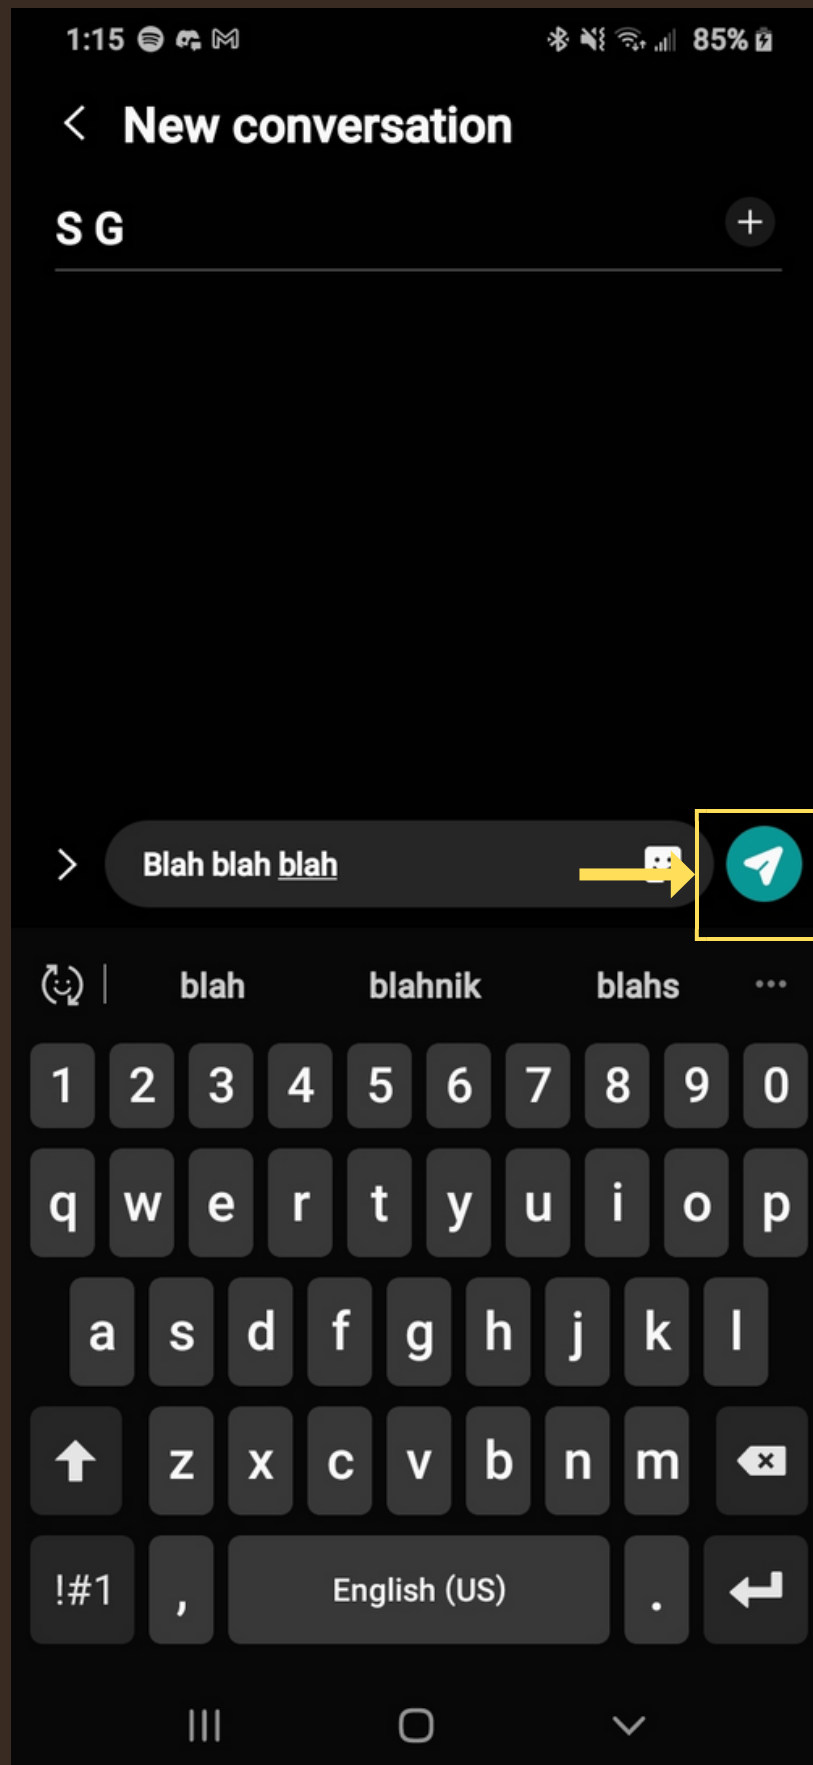 1:15 85%
New conversation
S G
+
Blah blah blah
blah blahnik blahs
1 2 3 4 5 6 7 8 9 0
q w e r t y u i o p
a s d f g h j k l
z x c v b n m
!#1 , English (US) .